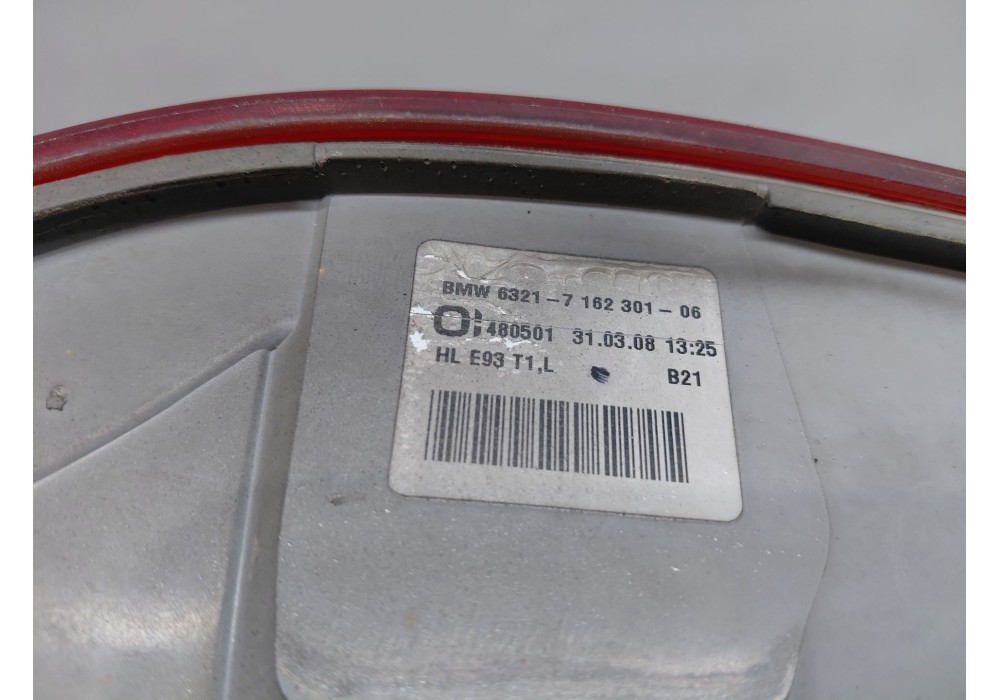 BMW 6321-7 162 301-06
480501 31.03.08 13:25
HL E93 T1,L B21